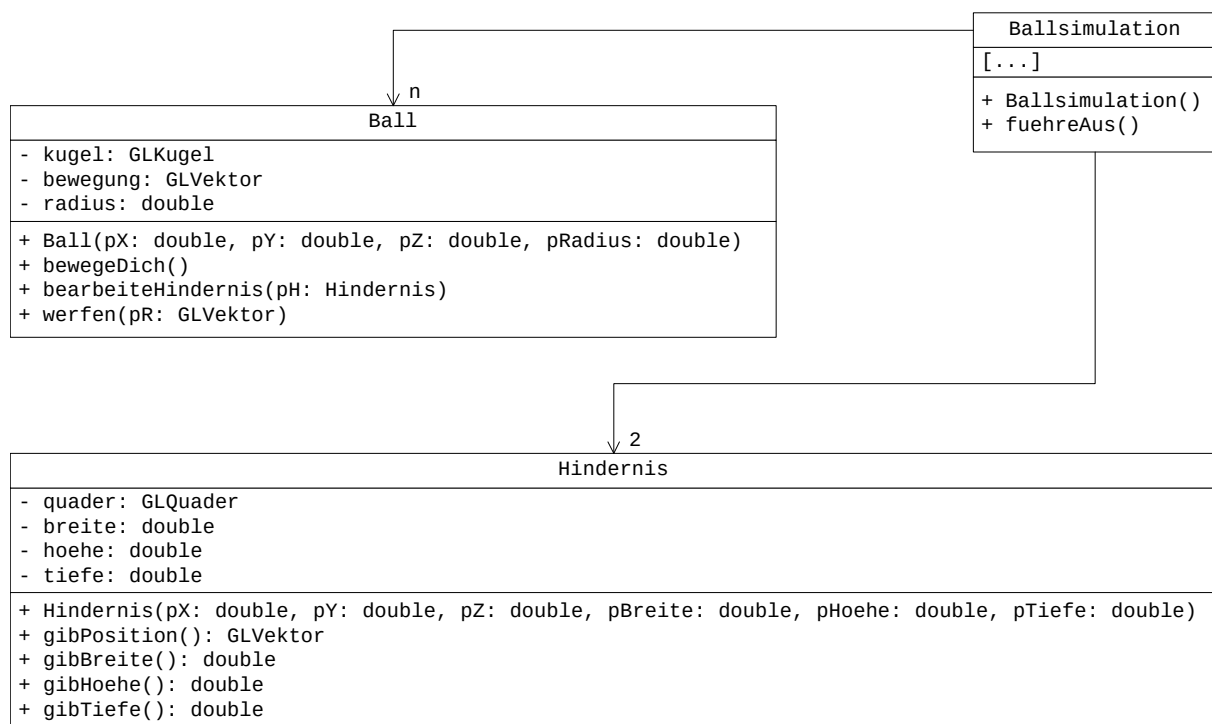 Ballsimulation
[...]
+ Ballsimulation()
+ fuehreAus()
n
Ball
- kugel: GLKugel
- bewegung: GLVektor
- radius: double
+ Ball(pX: double, pY: double, pZ: double, pRadius: double)
+ bewegeDich()
+ bearbeiteHindernis(pH: Hindernis)
+ werfen(pR: GLVektor)
2
Hindernis
- quader: GLQuader
- breite: double
- hoehe: double
- tiefe: double
+ Hindernis(pX: double, pY: double, pZ: double, pBreite: double, pHoehe: double, pTiefe: double)
+ gibPosition(): GLVektor
+ gibBreite(): double
+ gibHoehe(): double
+ gibTiefe(): double